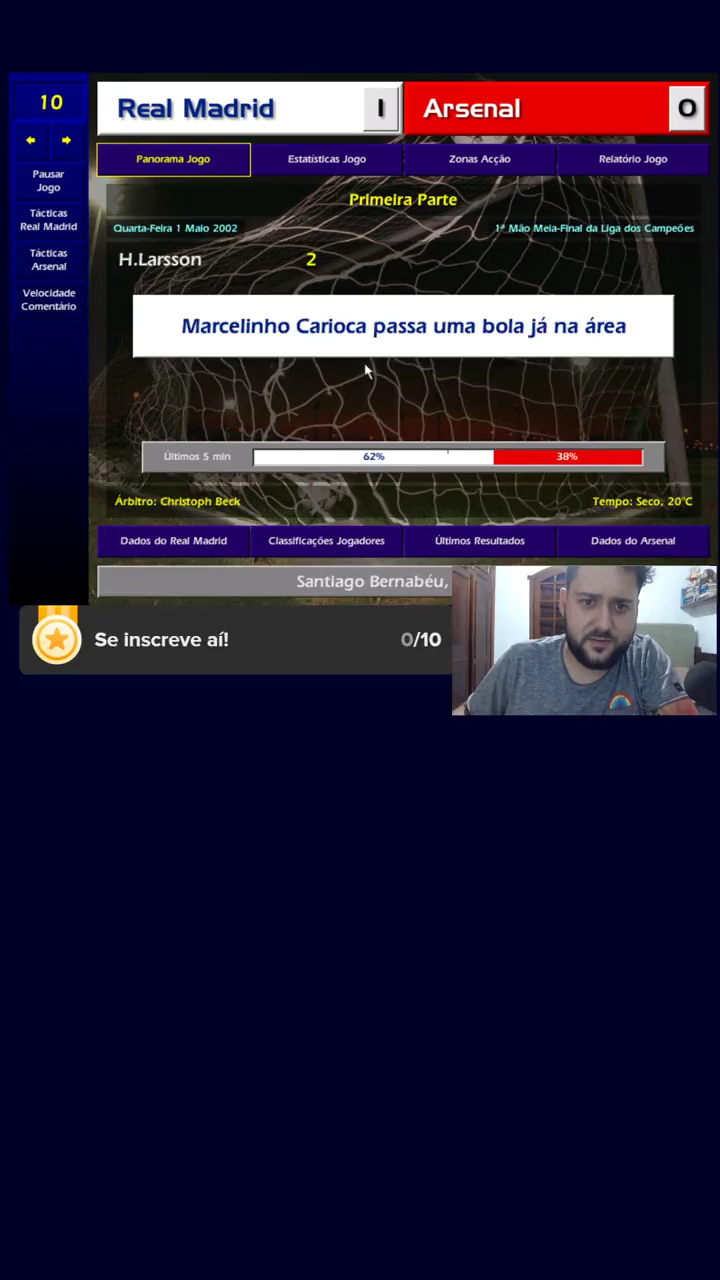 10
Real Madrid 1 Arsenal 0
Panorama Jogo Estatísticas Jogo Zonas Acção Relatório Jogo
Pausar
Jogo
Tácticas
Real Madrid
Tácticas
Arsenal
Velocidade
Comentário
Primeira Parte
Quarta-Feira 1 Maio 2002 1ª Mão Meia-Final da Liga dos Campeões
H.Larsson 2
Marcelinho Carioca passa uma bola já na área
Últimos 5 min 62% 38%
Árbitro: Christoph Beck Tempo: Seco, 20°C
Dados do Real Madrid Classificações Jogadores Últimos Resultados Dados do Arsenal
Santiago Bernabéu,
Se inscreve aí! 0/10